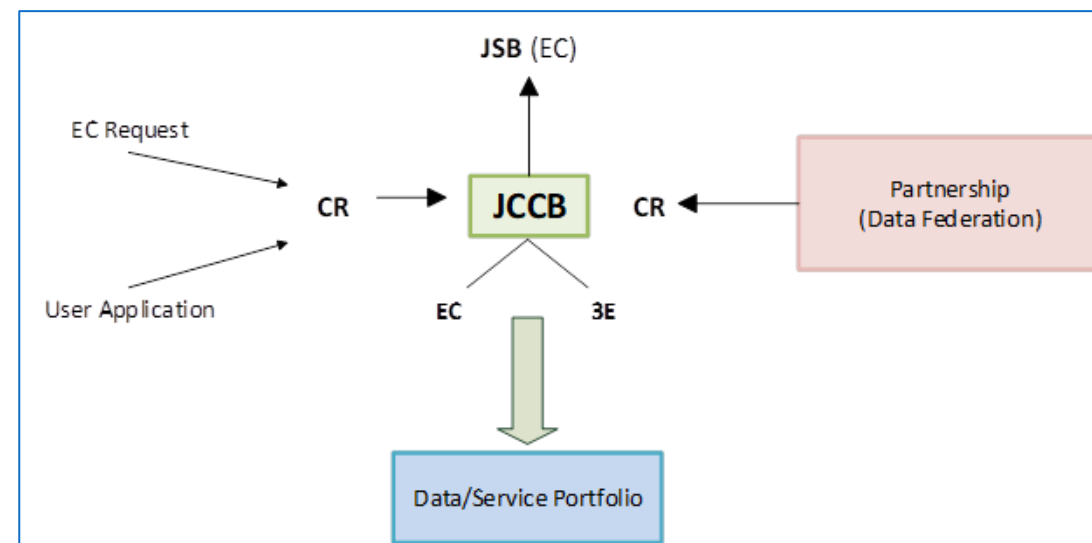 JSB (EC)
EC Request
CR
JCCB
CR
Partnership
(Data Federation)
User Application
EC
3E
Data/Service Portfolio